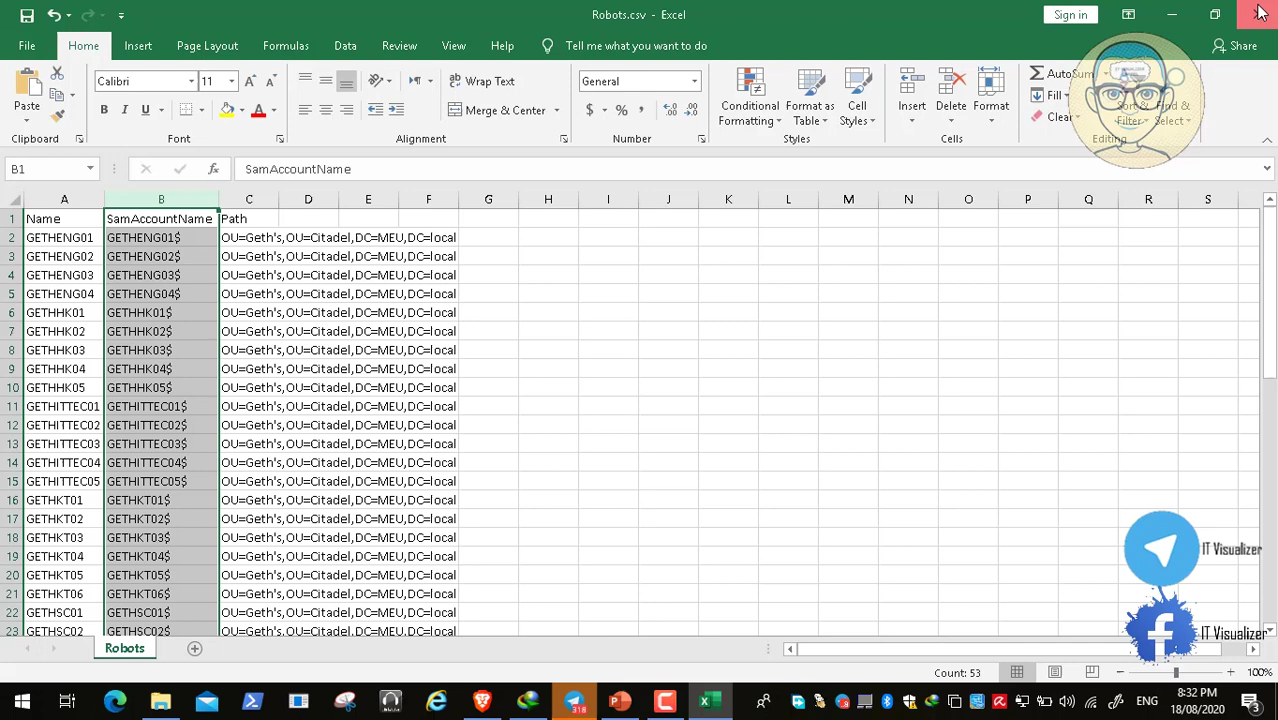 Robots.csv - Excel
Sign in
File Home Insert Page Layout Formulas Data Review View Help Tell me what you want to do Share
Paste
Clipboard
Calibri 11
B I U
Font
Wrap Text
Merge & Center
Alignment
General
$ % ,
Number
Conditional Formatting
Format as Table
Cell Styles
Styles
Insert Delete Format
Cells
AutoSum
Fill
Clear
Sort & Filter
Find & Select
Editing
B1 fx SamAccountName
A B C D E F G H I J K L M N O P Q R S
1 Name SamAccountName Path
2 GETHENG01 GETHENG01$ OU=Geth's,OU=Citadel,DC=MEU,DC=local
3 GETHENG02 GETHENG02$ OU=Geth's,OU=Citadel,DC=MEU,DC=local
4 GETHENG03 GETHENG03$ OU=Geth's,OU=Citadel,DC=MEU,DC=local
5 GETHENG04 GETHENG04$ OU=Geth's,OU=Citadel,DC=MEU,DC=local
6 GETHHK01 GETHHK01$ OU=Geth's,OU=Citadel,DC=MEU,DC=local
7 GETHHK02 GETHHK02$ OU=Geth's,OU=Citadel,DC=MEU,DC=local
8 GETHHK03 GETHHK03$ OU=Geth's,OU=Citadel,DC=MEU,DC=local
9 GETHHK04 GETHHK04$ OU=Geth's,OU=Citadel,DC=MEU,DC=local
10 GETHHK05 GETHHK05$ OU=Geth's,OU=Citadel,DC=MEU,DC=local
11 GETHITTEC01 GETHITTEC01$ OU=Geth's,OU=Citadel,DC=MEU,DC=local
12 GETHITTEC02 GETHITTEC02$ OU=Geth's,OU=Citadel,DC=MEU,DC=local
13 GETHITTEC03 GETHITTEC03$ OU=Geth's,OU=Citadel,DC=MEU,DC=local
14 GETHITTEC04 GETHITTEC04$ OU=Geth's,OU=Citadel,DC=MEU,DC=local
15 GETHITTEC05 GETHITTEC05$ OU=Geth's,OU=Citadel,DC=MEU,DC=local
16 GETHKT01 GETHKT01$ OU=Geth's,OU=Citadel,DC=MEU,DC=local
17 GETHKT02 GETHKT02$ OU=Geth's,OU=Citadel,DC=MEU,DC=local
18 GETHKT03 GETHKT03$ OU=Geth's,OU=Citadel,DC=MEU,DC=local
19 GETHKT04 GETHKT04$ OU=Geth's,OU=Citadel,DC=MEU,DC=local
20 GETHKT05 GETHKT05$ OU=Geth's,OU=Citadel,DC=MEU,DC=local
21 GETHKT06 GETHKT06$ OU=Geth's,OU=Citadel,DC=MEU,DC=local
22 GETHSC01 GETHSC01$ OU=Geth's,OU=Citadel,DC=MEU,DC=local
23 GETHSC02 GETHSC02$ OU=Geth's,OU=Citadel,DC=MEU,DC=local
IT Visualizer
IT Visualizer
Robots
Count: 53
100%
318
ENG
8:32 PM
18/08/2020
3